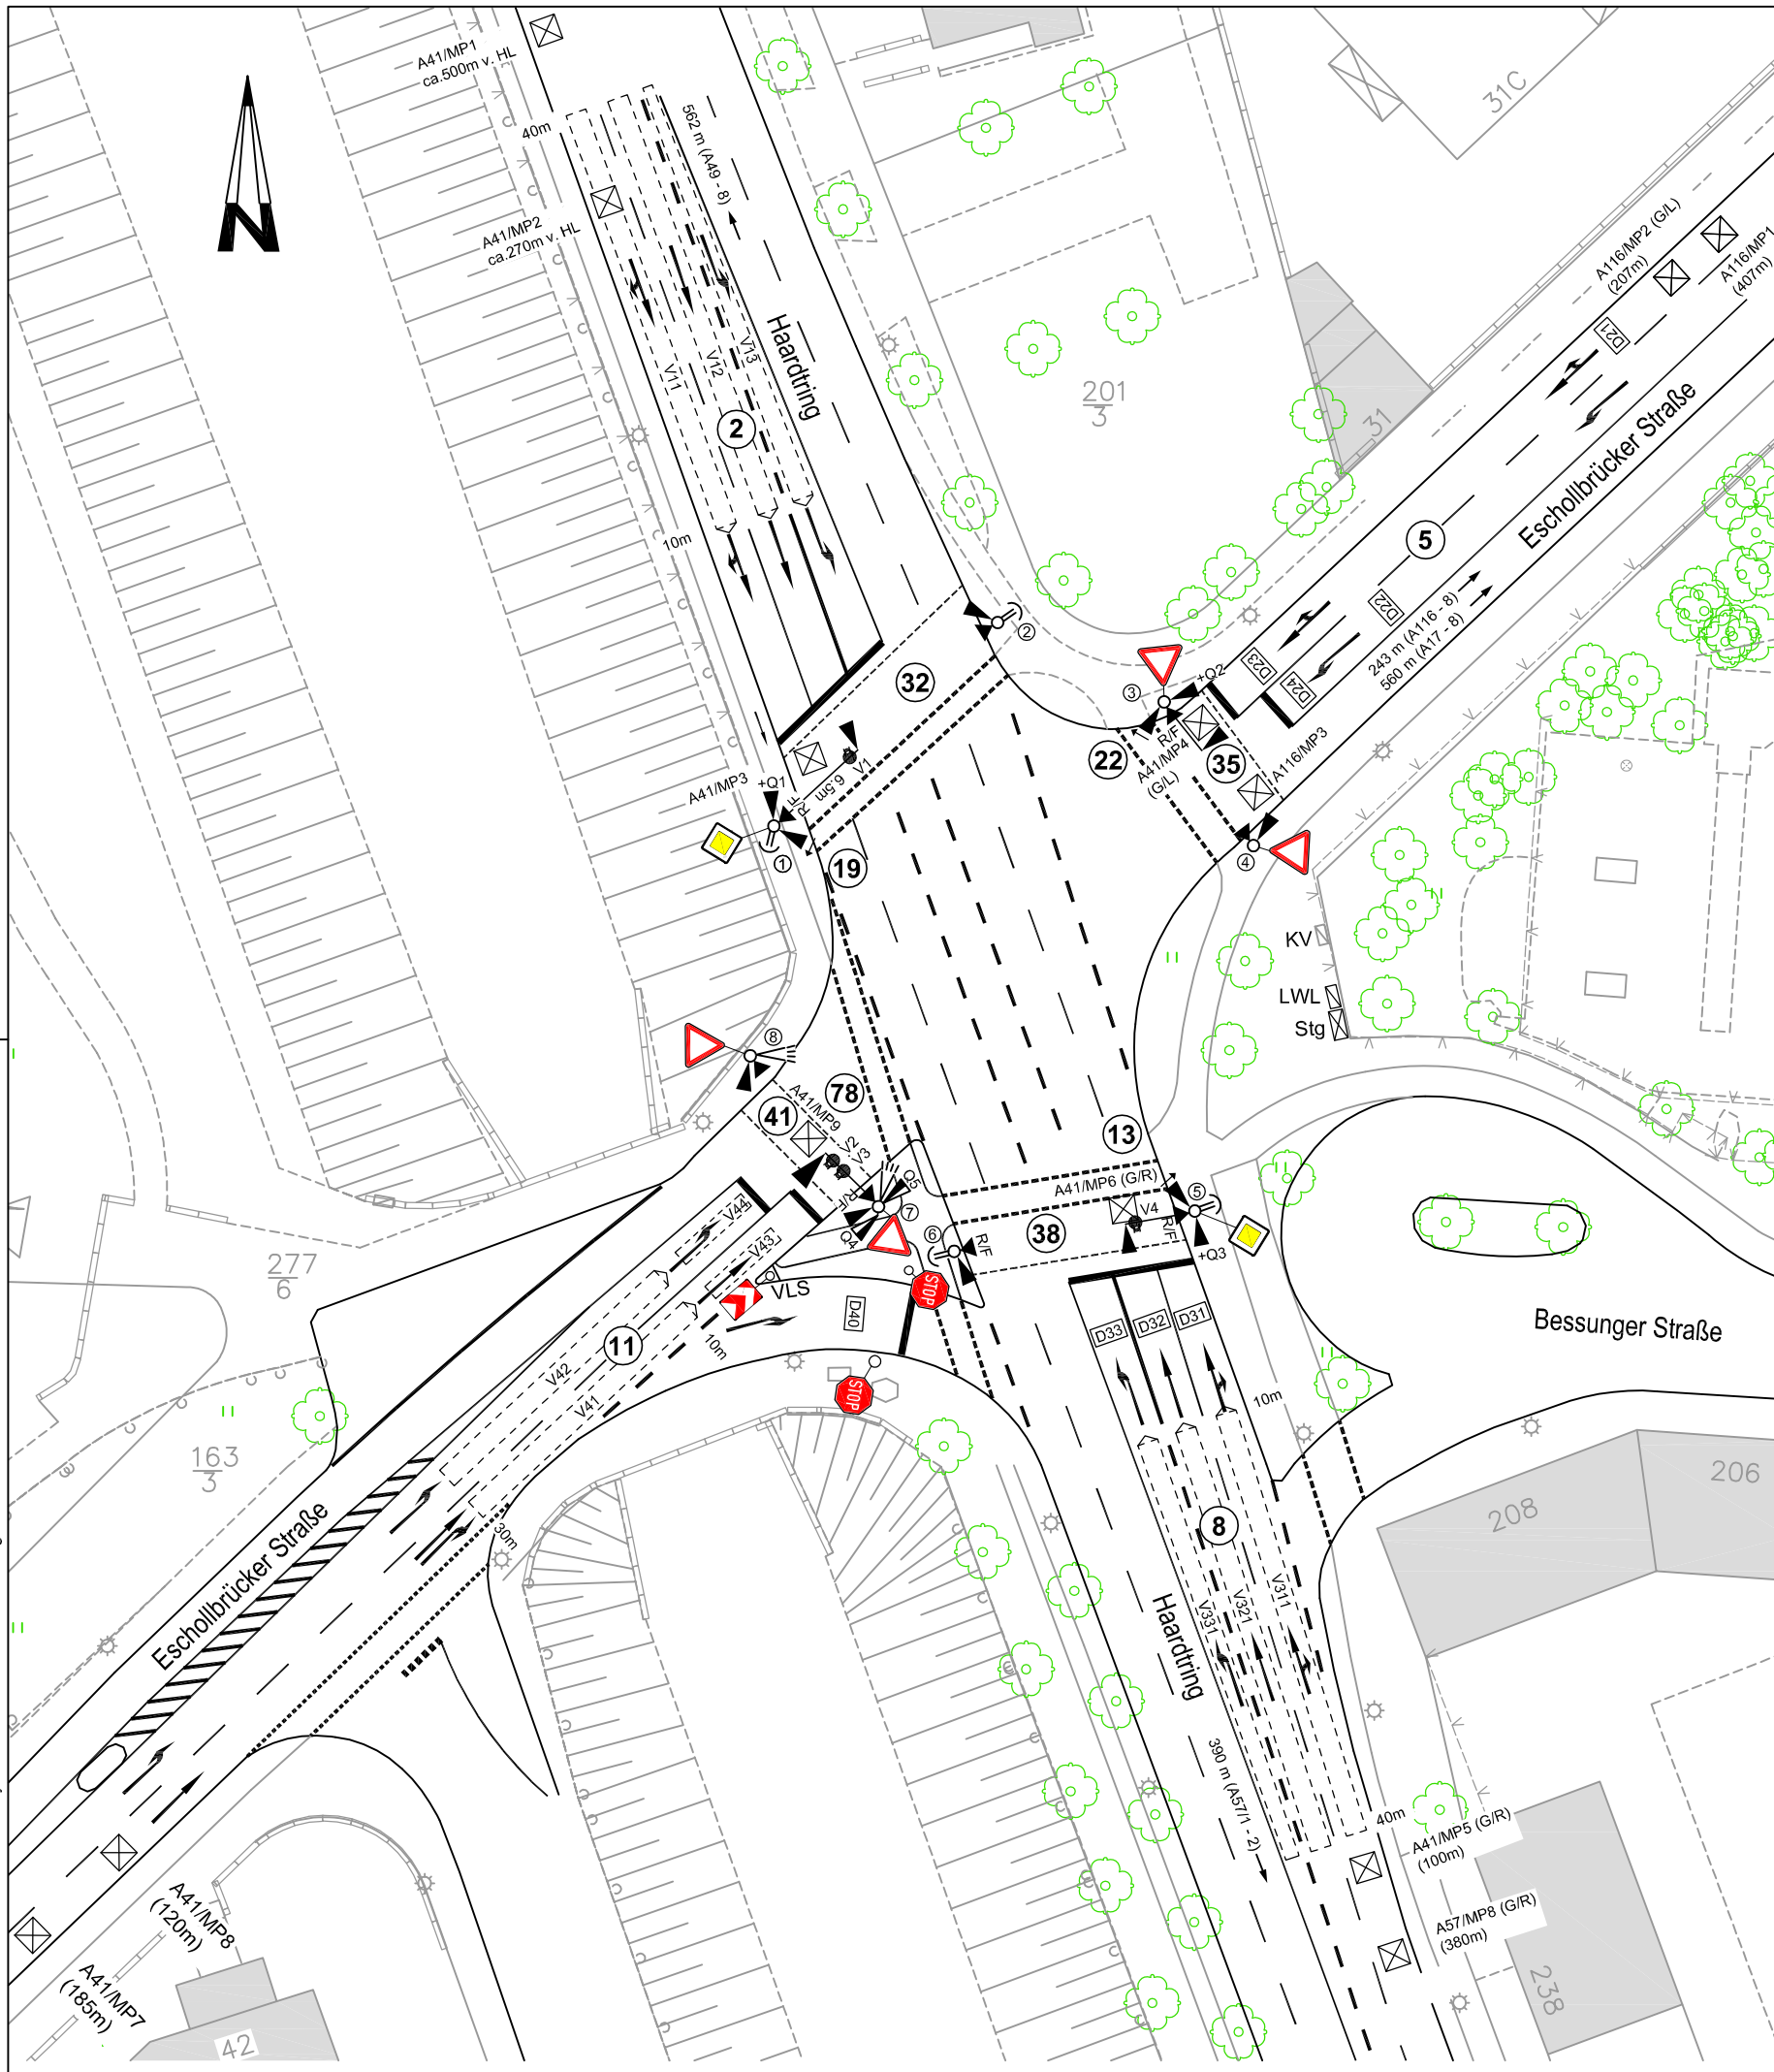 A41/MP1
ca.500m v. HL
40m
562 m (A49 - 8)
31C
A41/MP2
ca.270m v. HL
A116/MP2 (G/L)
(207m)
A116/MP1
(407m)
N
V11
V12
V13
Haardtring
2
201
3
31
D21
Eschollbrücker Straße
5
10m
D22
243 m (A116 - 8)
560 m (A17 - 8)
2
32
3
+Q2
D23
D24
R/F
A41/MP4
(G/L)
22
35
A116/MP3
A41/MP3
+Q1
R/F
6.5m
V1
1
19
4
KV
LWL
Stg
8
78
41
A41/MP9
V2
V3
13
A41/MP6 (G/R)
V4
5
R/F
Q5
7
R/F
Q4
6
R/F
38
+Q3
V44
V43
277
6
VLS
STOP
D40
10m
11
V42
V41
STOP
D33
D32
D31
10m
Bessunger Straße
163
3
30m
206
208
8
Eschollbrücker Straße
V331
V321
V311
Haardtring
390 m (A57/1 - 2)
40m
A41/MP5 (G/R)
(100m)
A57/MP8 (G/R)
(380m)
A41/MP8
(120m)
A41/MP7
(185m)
42
238